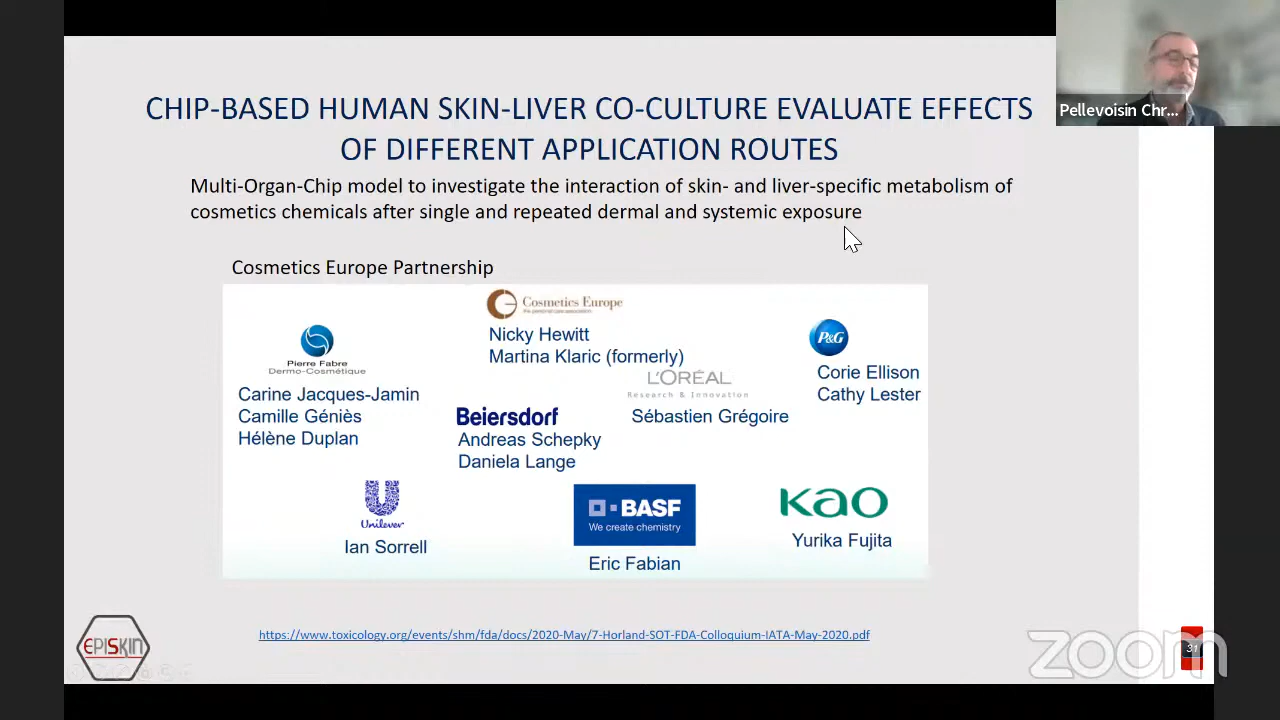 Pellevoisin Chr...
CHIP-BASED HUMAN SKIN-LIVER CO-CULTURE EVALUATE EFFECTS
OF DIFFERENT APPLICATION ROUTES
Multi-Organ-Chip model to investigate the interaction of skin- and liver-specific metabolism of
cosmetics chemicals after single and repeated dermal and systemic exposure
Cosmetics Europe Partnership
Cosmetics Europe
the personal care association
Nicky Hewitt
Martina Klaric (formerly)
Pierre Fabre
Dermo-Cosmétique
Carine Jacques-Jamin
Camille Géniès
Hélène Duplan
P&G
Corie Ellison
Cathy Lester
L'ORÉAL
Research & Innovation
Sébastien Grégoire
Beiersdorf
Andreas Schepky
Daniela Lange
Unilever
Ian Sorrell
BASF
We create chemistry
Eric Fabian
Kao
Yurika Fujita
EPISKIN
https://www.toxicology.org/events/shm/fda/docs/2020-May/7-Horland-SOT-FDA-Colloquium-IATA-May-2020.pdf
zoom
31